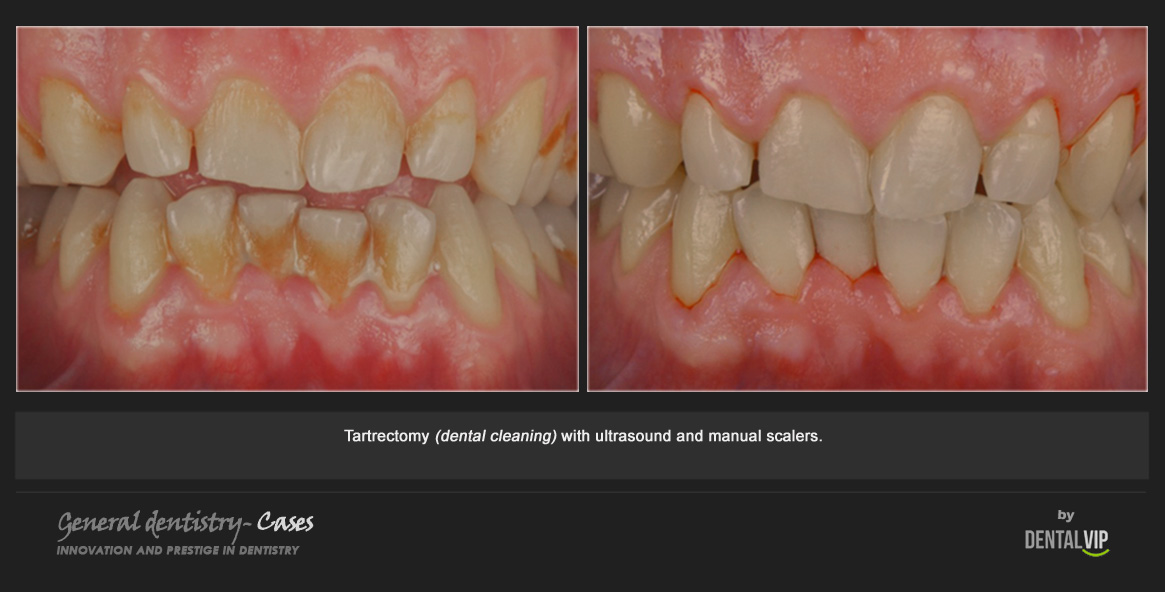 Tartrectomy (dental cleaning) with ultrasound and manual scalers.
General dentistry- Cases
INNOVATION AND PRESTIGE IN DENTISTRY
by
DENTALVIP